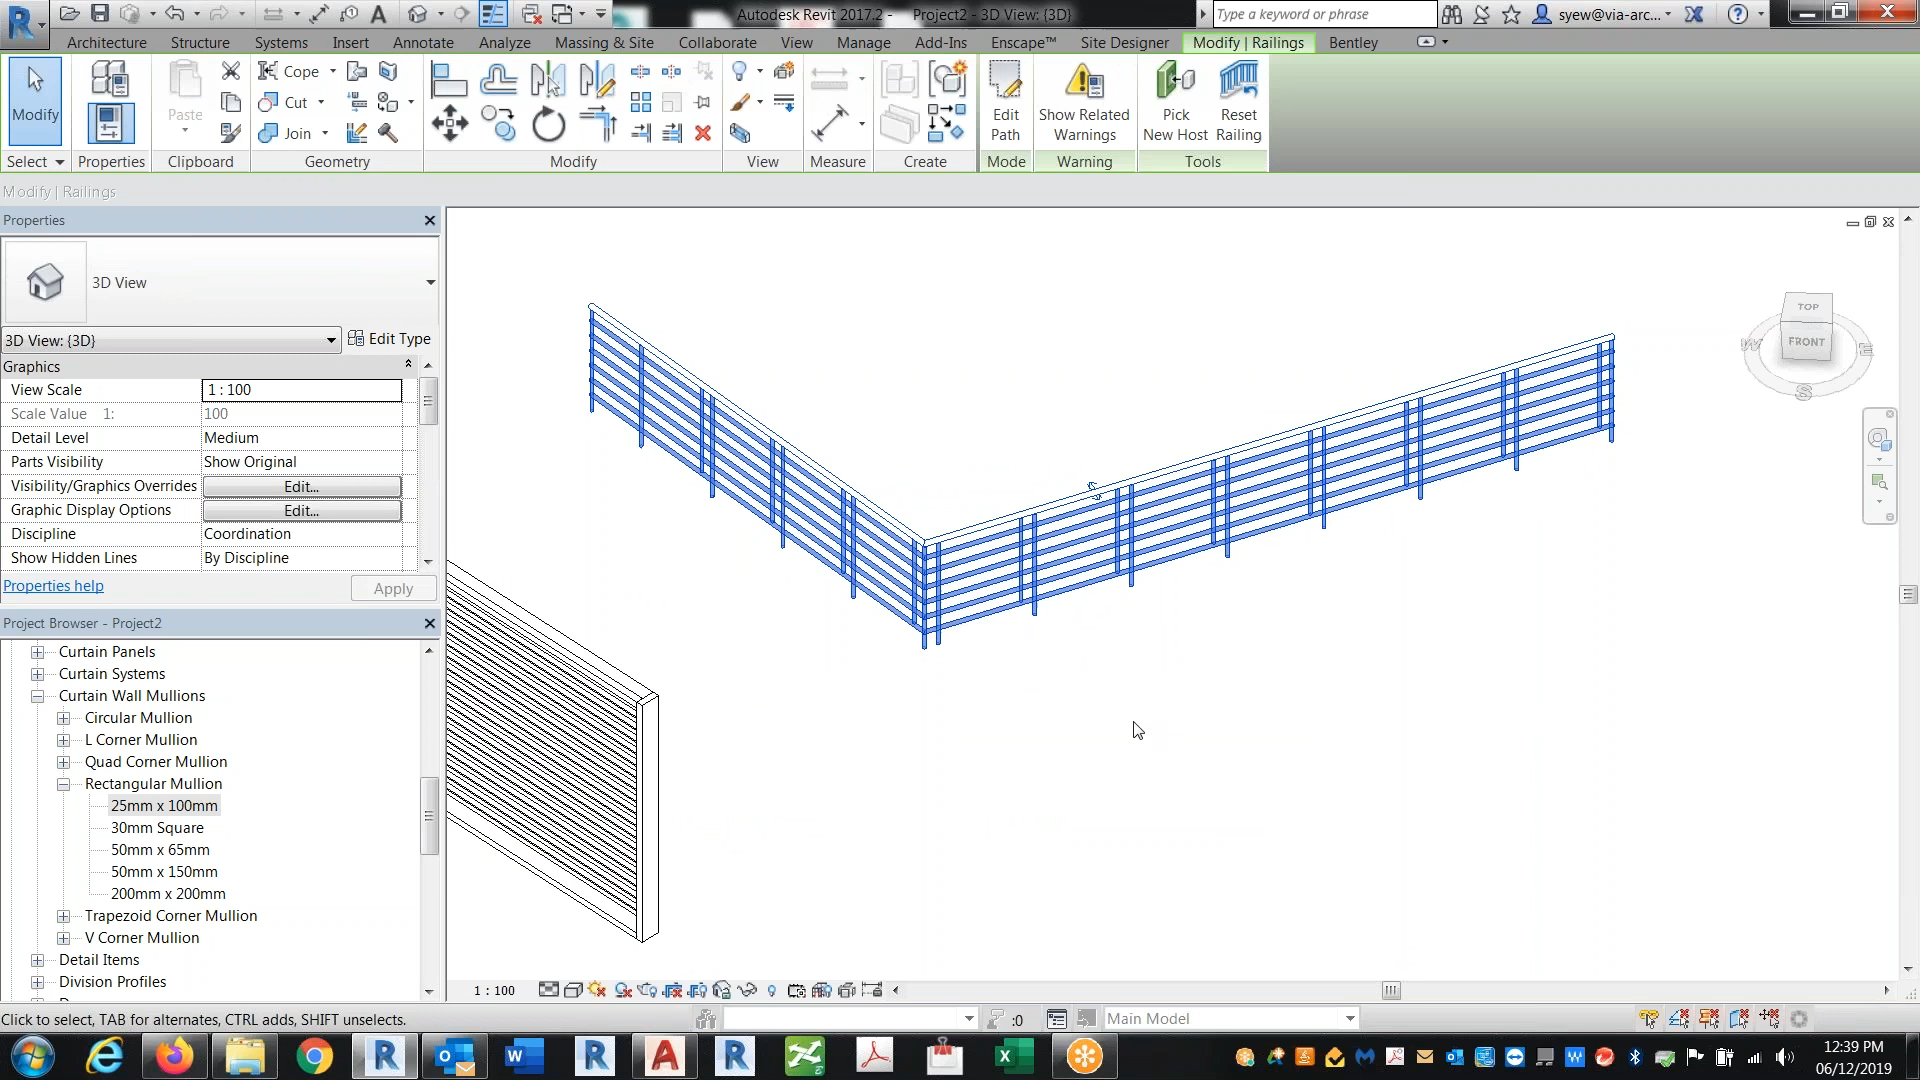 Autodesk Revit 2017.2 - Project2 - 3D View: {3D}
Type a keyword or phrase
syew@via-arc...
Architecture Structure Systems Insert Annotate Analyze Massing & Site Collaborate View Manage Add-Ins Enscape™ Site Designer Modify | Railings Bentley
Modify
Paste
Cope
Cut
Join
Edit Path
Show Related Warnings
Pick New Host
Reset Railing
Select Properties Clipboard Geometry Modify View Measure Create Mode Warning Tools
Modify | Railings
Properties
3D View
3D View: {3D} Edit Type
Graphics
View Scale 1 : 100
Scale Value 1: 100
Detail Level Medium
Parts Visibility Show Original
Visibility/Graphics Overrides Edit...
Graphic Display Options Edit...
Discipline Coordination
Show Hidden Lines By Discipline
Properties help Apply
Project Browser - Project2
Curtain Panels
Curtain Systems
Curtain Wall Mullions
Circular Mullion
L Corner Mullion
Quad Corner Mullion
Rectangular Mullion
25mm x 100mm
30mm Square
50mm x 65mm
50mm x 150mm
200mm x 200mm
Trapezoid Corner Mullion
V Corner Mullion
Detail Items
Division Profiles
TOP
FRONT
W
E
S
1 : 100
Click to select, TAB for alternates, CTRL adds, SHIFT unselects.
:0
Main Model
12:39 PM
06/12/2019